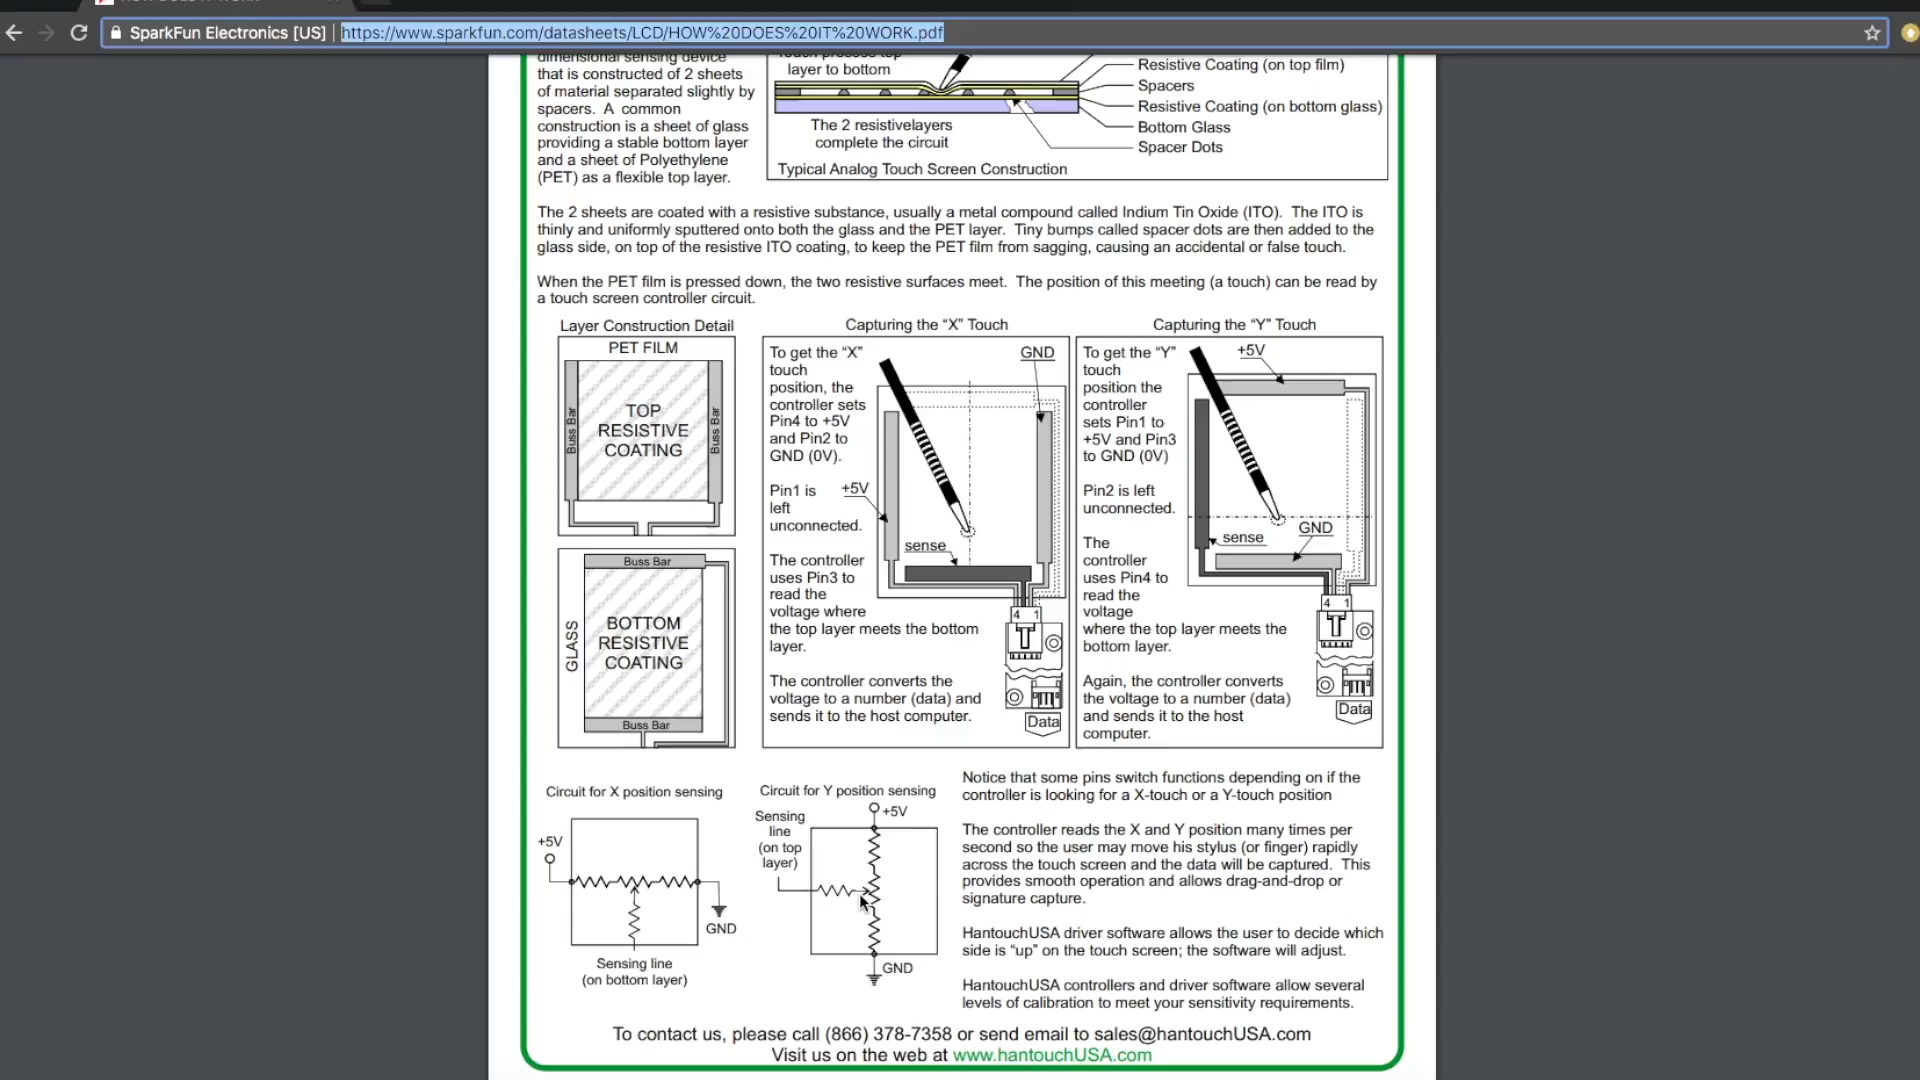 SparkFun Electronics [US]
https://www.sparkfun.com/datasheets/LCD/HOW%20DOES%20IT%20WORK.pdf
dimensional sensing device
that is constructed of 2 sheets
of material separated slightly by
spacers. A common
construction is a sheet of glass
providing a stable bottom layer
and a sheet of Polyethylene
(PET) as a flexible top layer.
layer to bottom
The 2 resistivelayers
complete the circuit
Typical Analog Touch Screen Construction
Resistive Coating (on top film)
Spacers
Resistive Coating (on bottom glass)
Bottom Glass
Spacer Dots
The 2 sheets are coated with a resistive substance, usually a metal compound called Indium Tin Oxide (ITO). The ITO is
thinly and uniformly sputtered onto both the glass and the PET layer. Tiny bumps called spacer dots are then added to the
glass side, on top of the resistive ITO coating, to keep the PET film from sagging, causing an accidental or false touch.
When the PET film is pressed down, the two resistive surfaces meet. The position of this meeting (a touch) can be read by
a touch screen controller circuit.
Layer Construction Detail
PET FILM
Buss Bar
TOP
RESISTIVE
COATING
Buss Bar
Buss Bar
GLASS
BOTTOM
RESISTIVE
COATING
Buss Bar
Capturing the “X” Touch
To get the “X”
touch
position, the
controller sets
Pin4 to +5V
and Pin2 to
GND (0V).
Pin1 is
left
unconnected.
The controller
uses Pin3 to
read the
voltage where
the top layer meets the bottom
layer.
The controller converts the
voltage to a number (data) and
sends it to the host computer.
GND
+5V
sense
4 1
Data
Capturing the “Y” Touch
To get the “Y”
touch
position the
controller
sets Pin1 to
+5V and Pin3
to GND (0V)
Pin2 is left
unconnected.
The
controller
uses Pin4 to
read the
voltage
where the top layer meets the
bottom layer.
Again, the controller converts
the voltage to a number (data)
and sends it to the host
computer.
+5V
GND
sense
4 1
Data
Circuit for X position sensing
+5V
GND
Sensing line
(on bottom layer)
Circuit for Y position sensing
Sensing
line
(on top
layer)
+5V
GND
Notice that some pins switch functions depending on if the
controller is looking for a X-touch or a Y-touch position
The controller reads the X and Y position many times per
second so the user may move his stylus (or finger) rapidly
across the touch screen and the data will be captured. This
provides smooth operation and allows drag-and-drop or
signature capture.
HantouchUSA driver software allows the user to decide which
side is “up” on the touch screen; the software will adjust.
HantouchUSA controllers and driver software allow several
levels of calibration to meet your sensitivity requirements.
To contact us, please call (866) 378-7358 or send email to sales@hantouchUSA.com
Visit us on the web at www.hantouchUSA.com